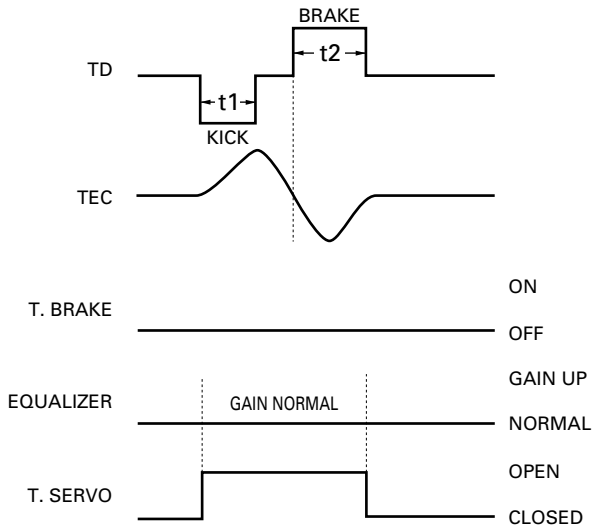 BRAKE
TD
t2
t1
KICK
TEC
ON
T. BRAKE
OFF
GAIN UP
EQUALIZER
GAIN NORMAL
NORMAL
OPEN
T. SERVO
CLOSED